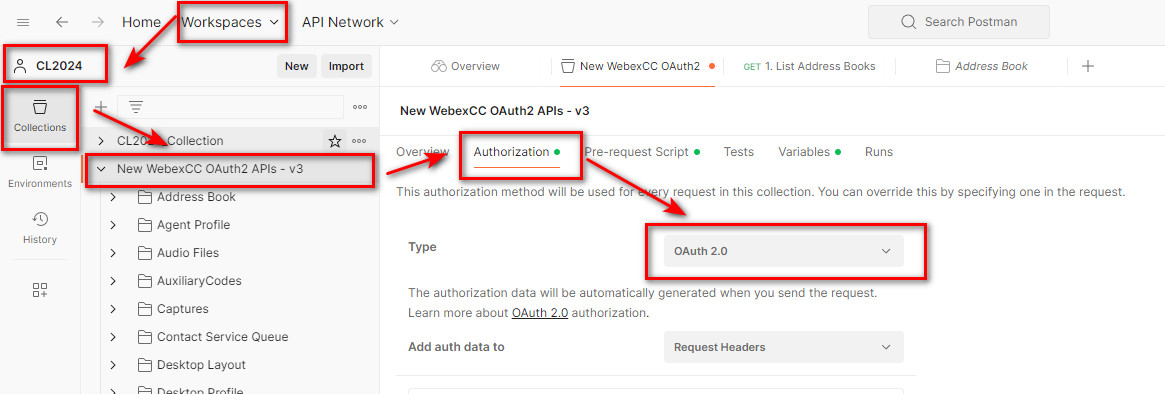 Home Workspaces API Network Search Postman
CL2024 New Import
Overview New WebexCC OAuth2 GET 1. List Address Books Address Book
Collections
Environments
History
CL20 Collection
New WebexCC OAuth2 APIs - v3
Address Book
Agent Profile
Audio Files
AuxiliaryCodes
Captures
Contact Service Queue
Desktop Layout
Desktop Profile
New WebexCC OAuth2 APIs - v3
Overview Authorization Pre-request Script Tests Variables Runs
This authorization method will be used for every request in this collection. You can override this by specifying one in the request.
Type OAuth 2.0
The authorization data will be automatically generated when you send the request.
Learn more about OAuth 2.0 authorization.
Add auth data to Request Headers